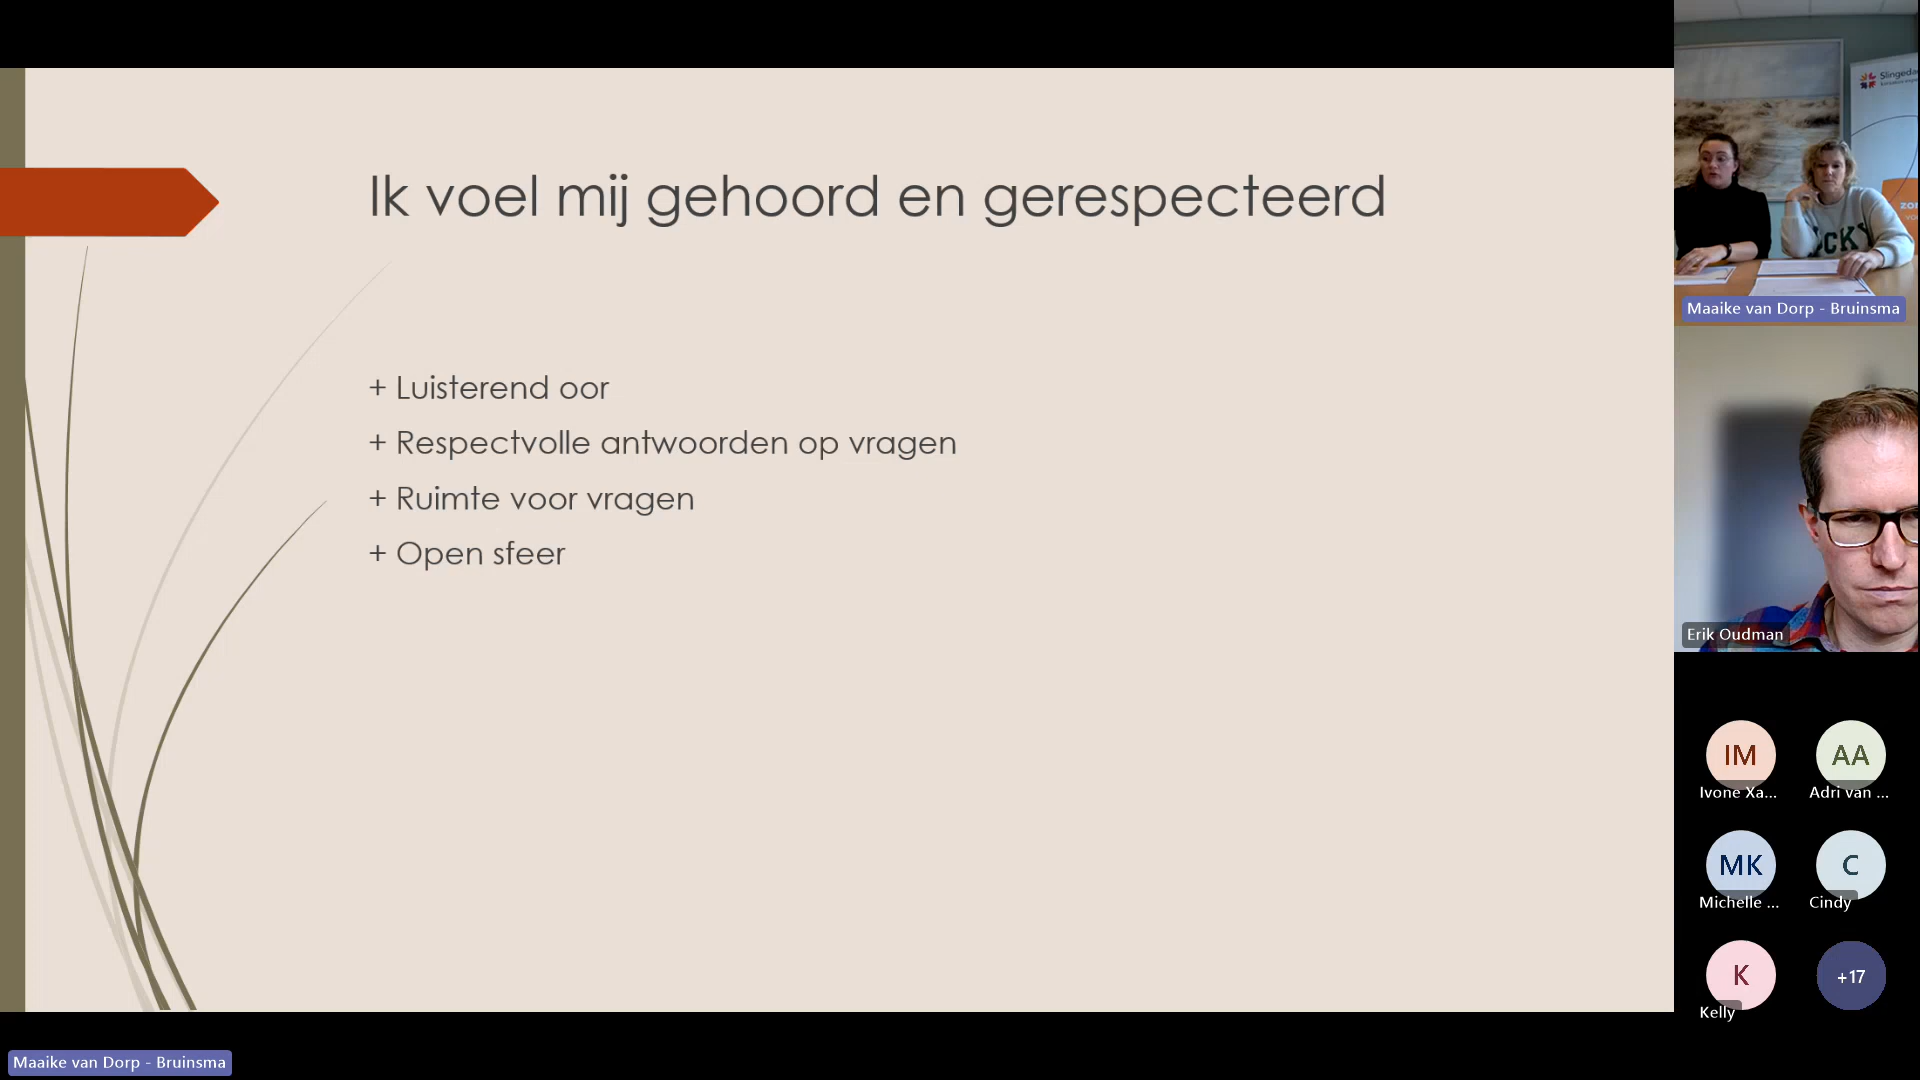 Ik voel mij gehoord en gerespecteerd
+ Luisterend oor
+ Respectvolle antwoorden op vragen
+ Ruimte voor vragen
+ Open sfeer
Maaike van Dorp - Bruinsma
Maaike van Dorp - Bruinsma
Erik Oudman
IM
Ivone Xa...
AA
Adri van ...
MK
Michelle ...
C
Cindy
K
Kelly
+17